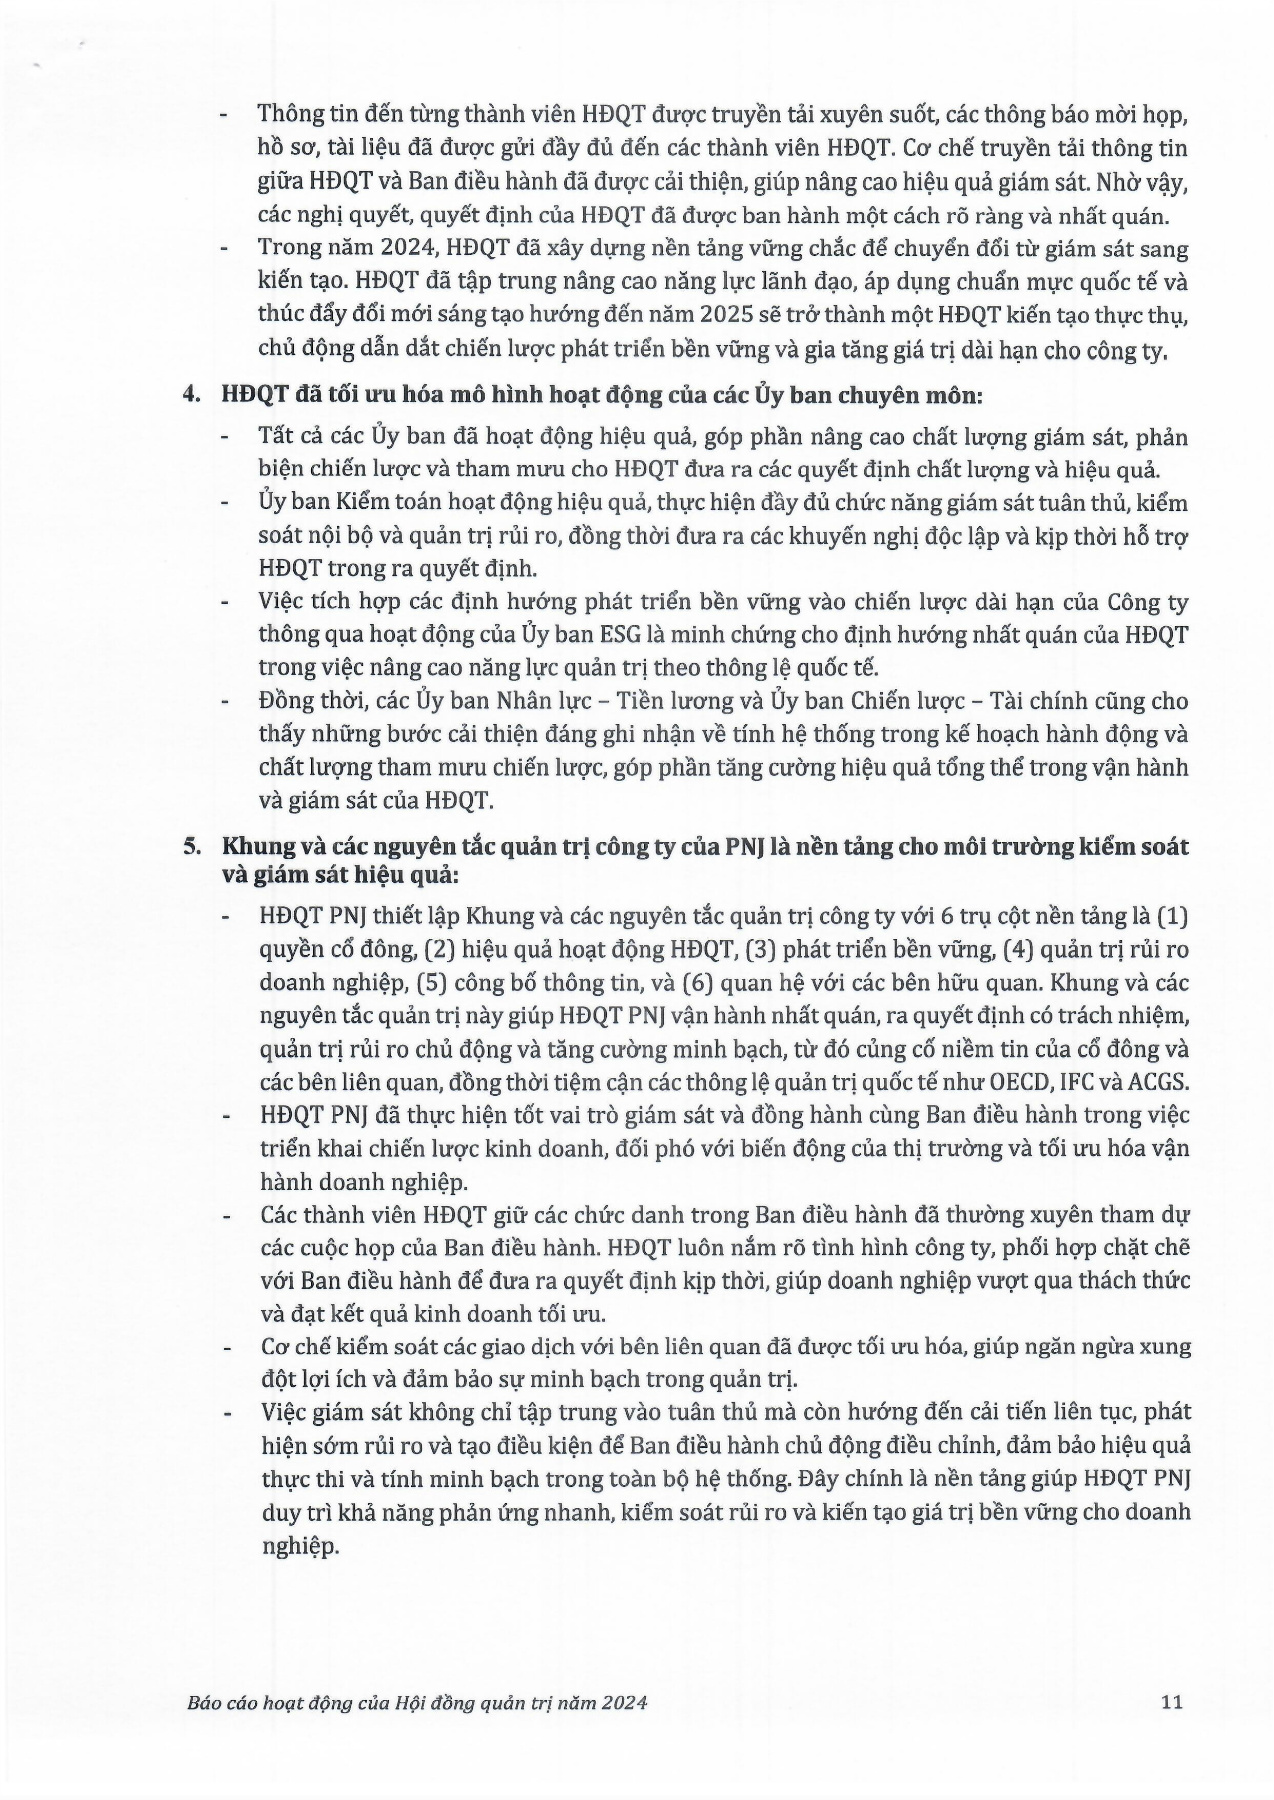 - Thông tin đến từng thành viên HĐQT được truyền tải xuyên suốt, các thông báo mời họp,
hồ sơ, tài liệu đã được gửi đầy đủ đến các thành viên HĐQT. Cơ chế truyền tải thông tin
giữa HĐQT và Ban điều hành đã được cải thiện, giúp nâng cao hiệu quả giám sát. Nhờ vậy,
các nghị quyết, quyết định của HĐQT đã được ban hành một cách rõ ràng và nhất quán.
- Trong năm 2024, HĐQT đã xây dựng nền tảng vững chắc để chuyển đổi từ giám sát sang
kiến tạo. HĐQT đã tập trung nâng cao năng lực lãnh đạo, áp dụng chuẩn mực quốc tế và
thúc đẩy đổi mới sáng tạo hướng đến năm 2025 sẽ trở thành một HĐQT kiến tạo thực thụ,
chủ động dẫn dắt chiến lược phát triển bền vững và gia tăng giá trị dài hạn cho công ty.
4. HĐQT đã tối ưu hóa mô hình hoạt động của các Ủy ban chuyên môn:
- Tất cả các Ủy ban đã hoạt động hiệu quả, góp phần nâng cao chất lượng giám sát, phản
biện chiến lược và tham mưu cho HĐQT đưa ra các quyết định chất lượng và hiệu quả.
- Ủy ban Kiểm toán hoạt động hiệu quả, thực hiện đầy đủ chức năng giám sát tuân thủ, kiểm
soát nội bộ và quản trị rủi ro, đồng thời đưa ra các khuyến nghị độc lập và kịp thời hỗ trợ
HĐQT trong ra quyết định.
- Việc tích hợp các định hướng phát triển bền vững vào chiến lược dài hạn của Công ty
thông qua hoạt động của Ủy ban ESG là minh chứng cho định hướng nhất quán của HĐQT
trong việc nâng cao năng lực quản trị theo thông lệ quốc tế.
- Đồng thời, các Ủy ban Nhân lực – Tiền lương và Ủy ban Chiến lược – Tài chính cũng cho
thấy những bước cải thiện đáng ghi nhận về tính hệ thống trong kế hoạch hành động và
chất lượng tham mưu chiến lược, góp phần tăng cường hiệu quả tổng thể trong vận hành
và giám sát của HĐQT.
5. Khung và các nguyên tắc quản trị công ty của PNJ là nền tảng cho môi trường kiểm soát
và giám sát hiệu quả:
- HĐQT PNJ thiết lập Khung và các nguyên tắc quản trị công ty với 6 trụ cột nền tảng là (1)
quyền cổ đông, (2) hiệu quả hoạt động HĐQT, (3) phát triển bền vững, (4) quản trị rủi ro
doanh nghiệp, (5) công bố thông tin, và (6) quan hệ với các bên hữu quan. Khung và các
nguyên tắc quản trị này giúp HĐQT PNJ vận hành nhất quán, ra quyết định có trách nhiệm,
quản trị rủi ro chủ động và tăng cường minh bạch, từ đó củng cố niềm tin của cổ đông và
các bên liên quan, đồng thời tiệm cận các thông lệ quản trị quốc tế như OECD, IFC và ACGS.
- HĐQT PNJ đã thực hiện tốt vai trò giám sát và đồng hành cùng Ban điều hành trong việc
triển khai chiến lược kinh doanh, đối phó với biến động của thị trường và tối ưu hóa vận
hành doanh nghiệp.
- Các thành viên HĐQT giữ các chức danh trong Ban điều hành đã thường xuyên tham dự
các cuộc họp của Ban điều hành. HĐQT luôn nắm rõ tình hình công ty, phối hợp chặt chẽ
với Ban điều hành để đưa ra quyết định kịp thời, giúp doanh nghiệp vượt qua thách thức
và đạt kết quả kinh doanh tối ưu.
- Cơ chế kiểm soát các giao dịch với bên liên quan đã được tối ưu hóa, giúp ngăn ngừa xung
đột lợi ích và đảm bảo sự minh bạch trong quản trị.
- Việc giám sát không chỉ tập trung vào tuân thủ mà còn hướng đến cải tiến liên tục, phát
hiện sớm rủi ro và tạo điều kiện để Ban điều hành chủ động điều chỉnh, đảm bảo hiệu quả
thực thi và tính minh bạch trong toàn bộ hệ thống. Đây chính là nền tảng giúp HĐQT PNJ
duy trì khả năng phản ứng nhanh, kiểm soát rủi ro và kiến tạo giá trị bền vững cho doanh
nghiệp.
Báo cáo hoạt động của Hội đồng quản trị năm 2024 11